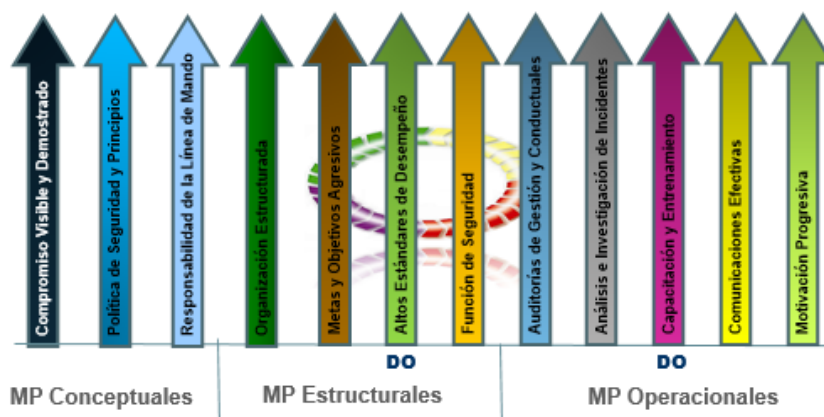 Compromiso Visible y Demostrado
Política de Seguridad y Principios
Responsabilidad de la Línea de Mando
Organización Estructurada
Metas y Objetivos Agresivos
Altos Estándares de Desempeño
Función de Seguridad
Auditorías de Gestión y Conductuales
Análisis e Investigación de Incidentes
Capacitación y Entrenamiento
Comunicaciones Efectivas
Motivación Progresiva
DO
DO
MP Conceptuales
MP Estructurales
MP Operacionales